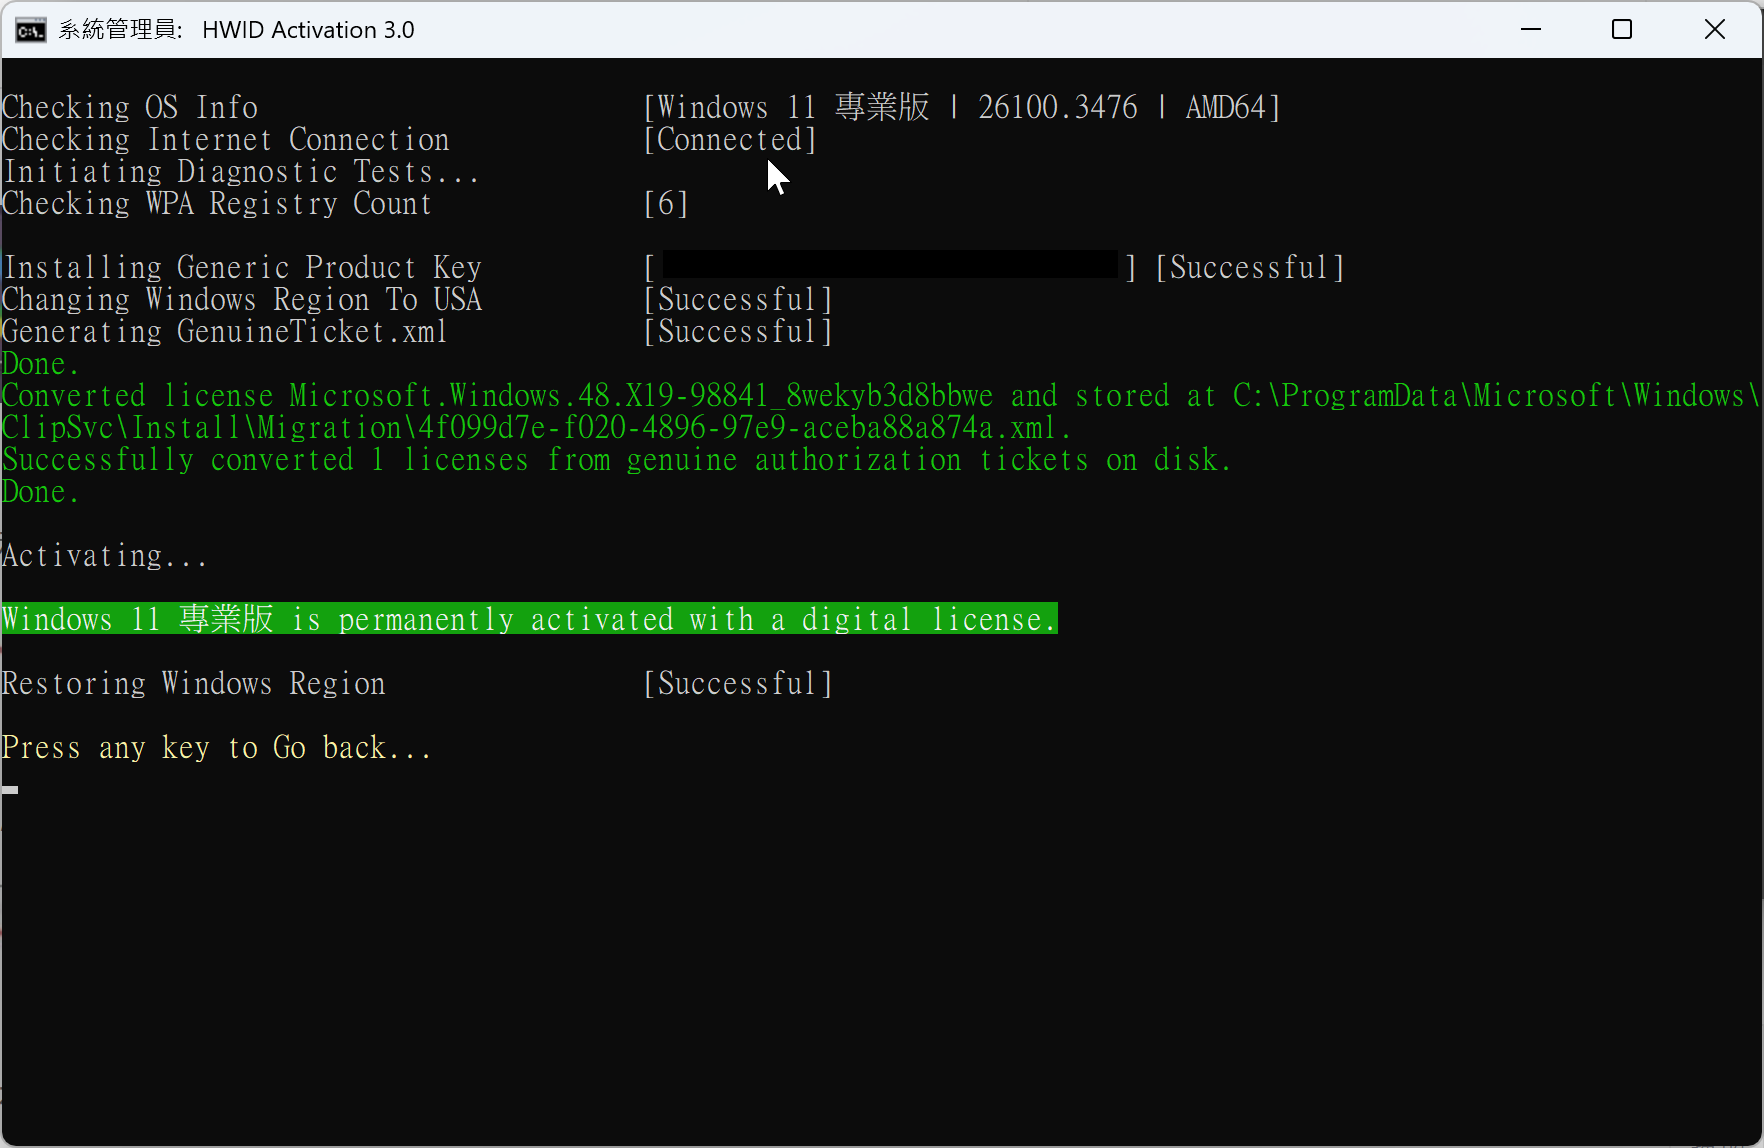 系統管理員: HWID Activation 3.0
Checking OS Info [Windows 11 專業版 | 26100.3476 | AMD64]
Checking Internet Connection [Connected]
Initiating Diagnostic Tests...
Checking WPA Registry Count [6]
Installing Generic Product Key [ ] [Successful]
Changing Windows Region To USA [Successful]
Generating GenuineTicket.xml [Successful]
Done.
Converted license Microsoft.Windows.48.X19-98841_8wekyb3d8bbwe and stored at C:\ProgramData\Microsoft\Windows\
ClipSvc\Install\Migration\4f099d7e-f020-4896-97e9-aceba88a874a.xml.
Successfully converted 1 licenses from genuine authorization tickets on disk.
Done.
Activating...
Windows 11 專業版 is permanently activated with a digital license.
Restoring Windows Region [Successful]
Press any key to Go back...